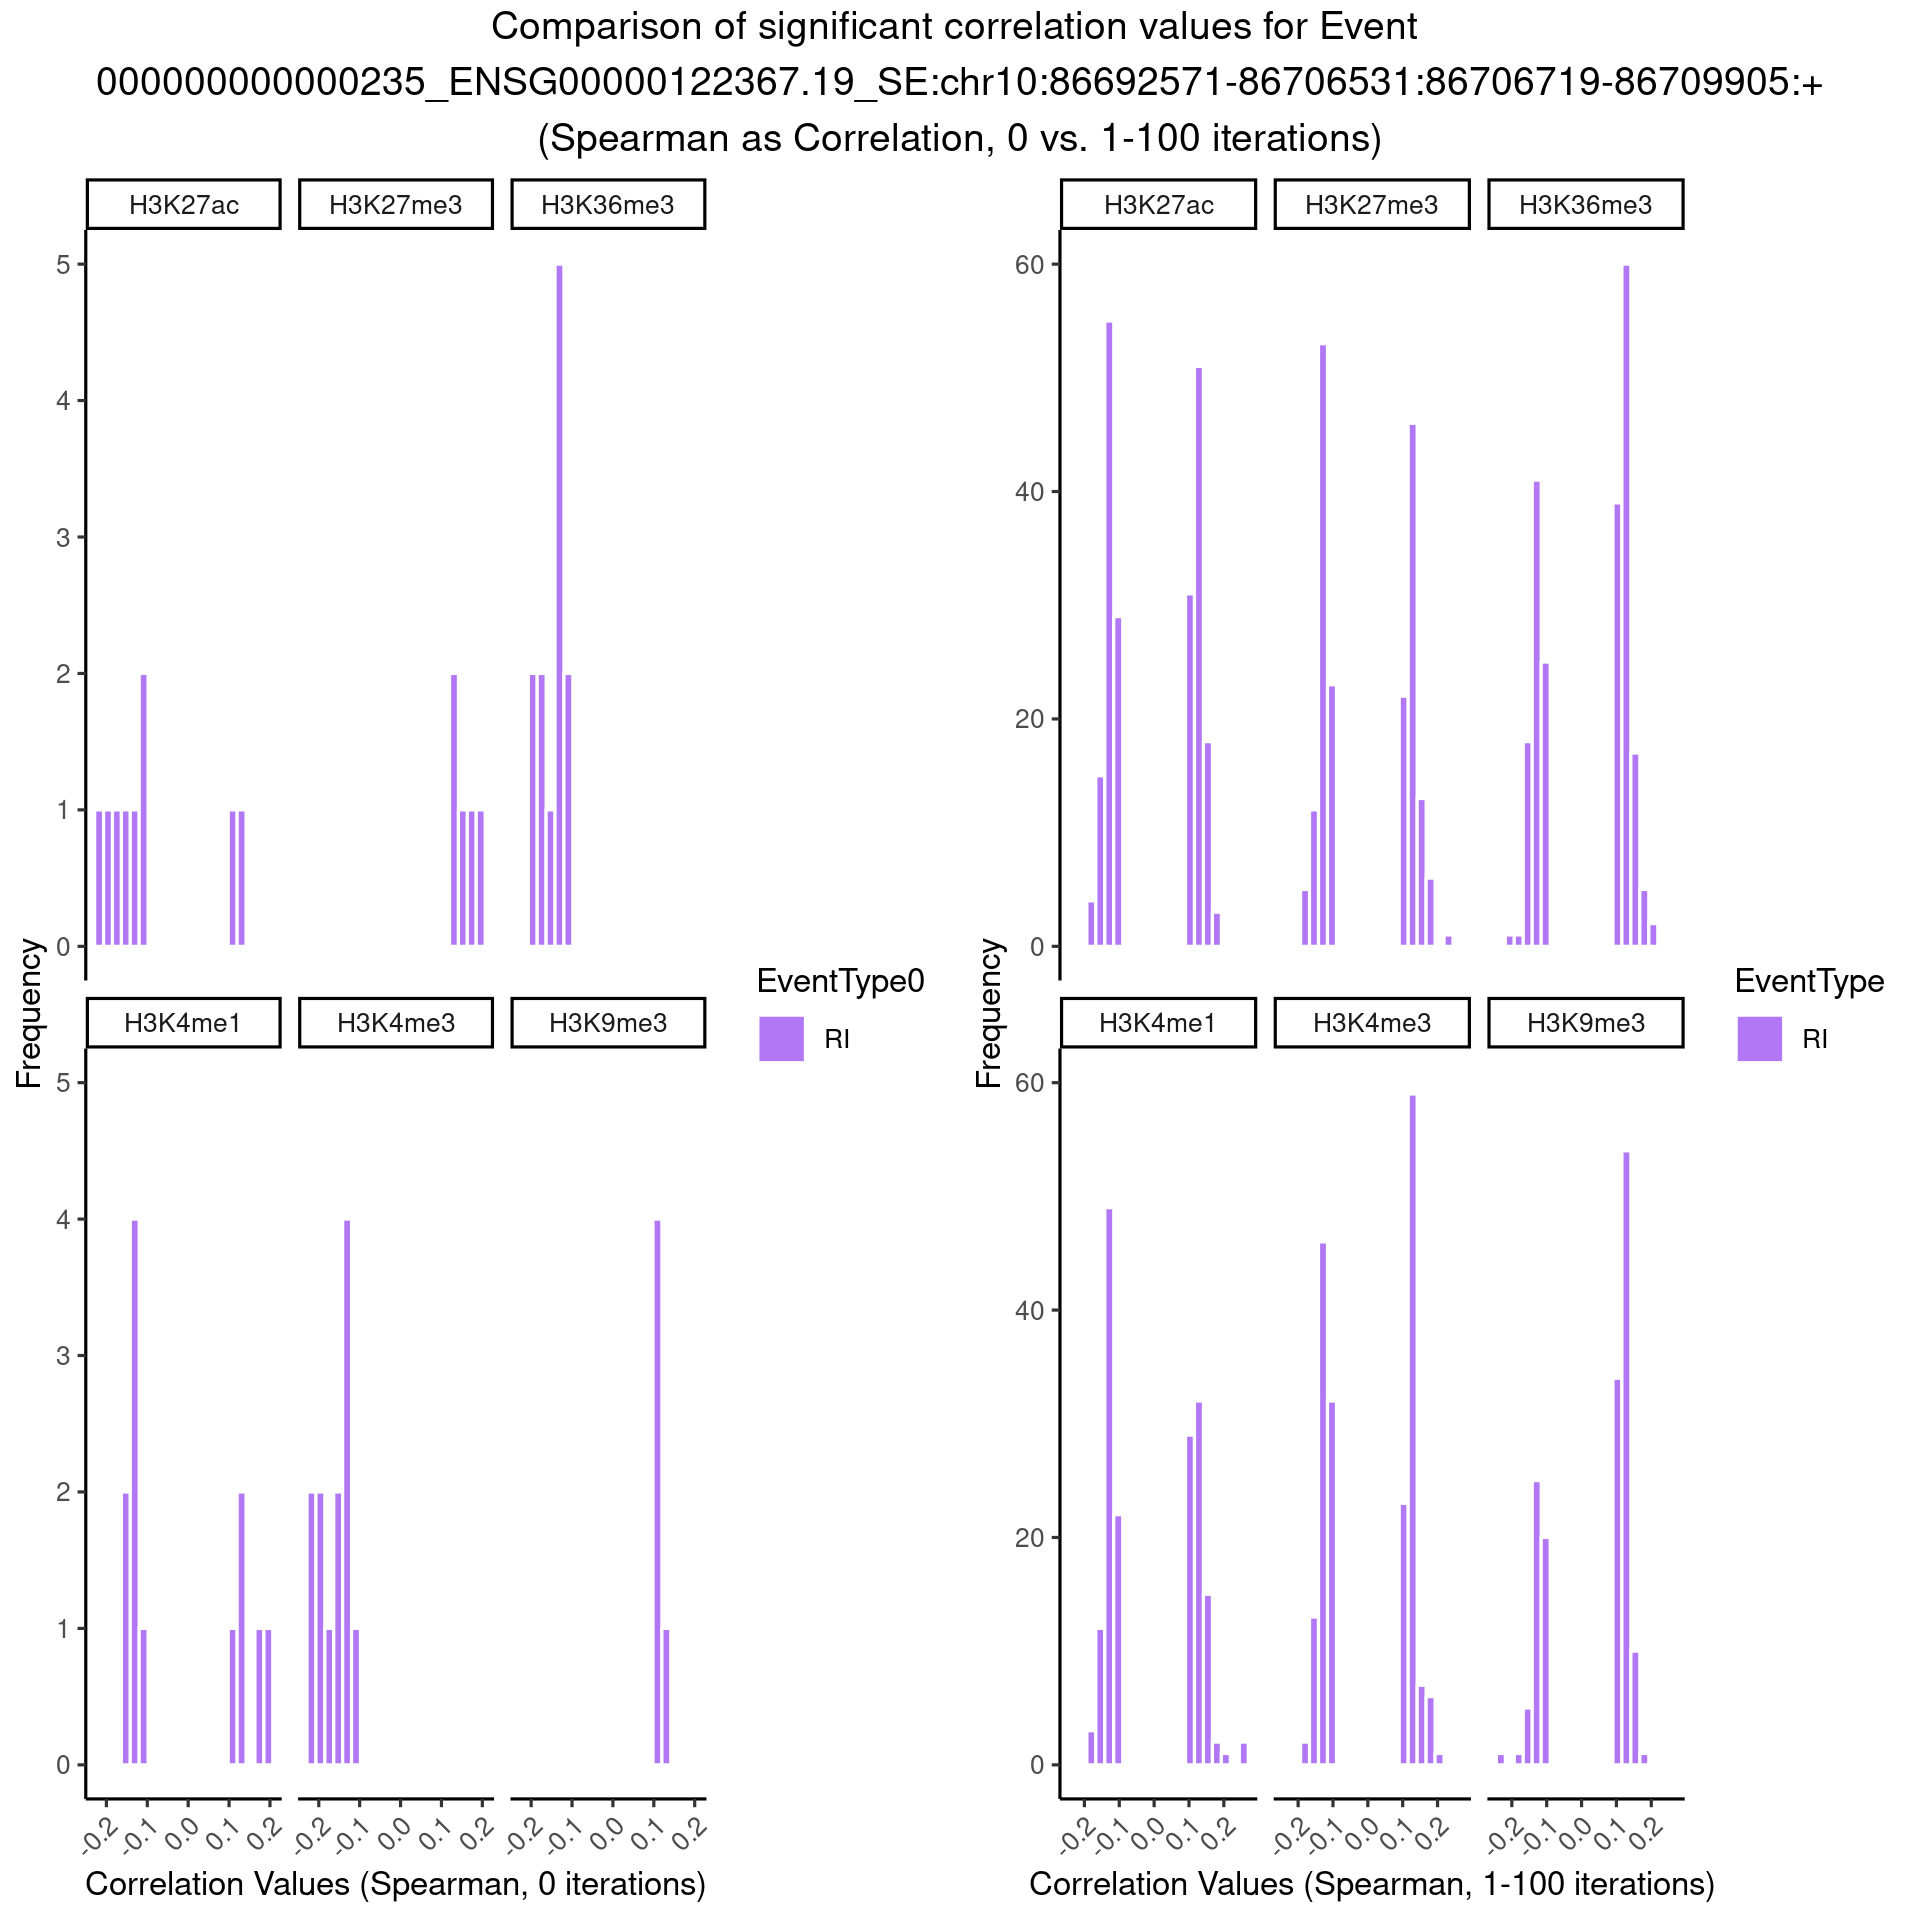 Comparison of significant correlation values for Event
000000000000235_ENSG00000122367.19_SE:chr10:86692571-86706531:86706719-86709905:+
(Spearman as Correlation, 0 vs. 1-100 iterations)
H3K27ac H3K27me3 H3K36me3
5
4
3
2
1
0
H3K4me1 H3K4me3 H3K9me3
5
4
3
2
1
0
-0.2 -0.1 0.0 0.1 0.2 -0.2 -0.1 0.0 0.1 0.2 -0.2 -0.1 0.0 0.1 0.2
Frequency
Correlation Values (Spearman, 0 iterations)
EventType0
RI
H3K27ac H3K27me3 H3K36me3
60
40
20
0
H3K4me1 H3K4me3 H3K9me3
60
40
20
0
-0.2 -0.1 0.0 0.1 0.2 -0.2 -0.1 0.0 0.1 0.2 -0.2 -0.1 0.0 0.1 0.2
Frequency
Correlation Values (Spearman, 1-100 iterations)
EventType
RI